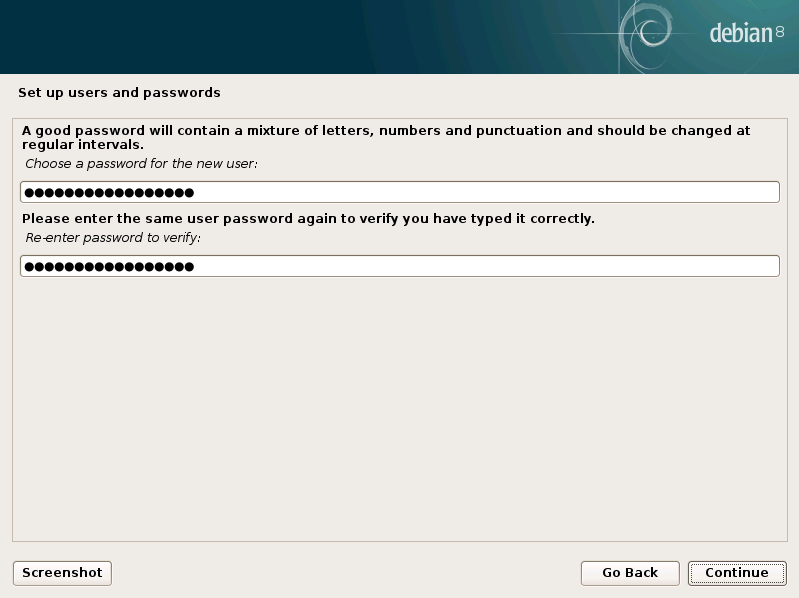 debian 8
Set up users and passwords
A good password will contain a mixture of letters, numbers and punctuation and should be changed at
regular intervals.
Choose a password for the new user:
●●●●●●●●●●●●●●●●●
Please enter the same user password again to verify you have typed it correctly.
Re-enter password to verify:
●●●●●●●●●●●●●●●●●
Screenshot
Go Back
Continue